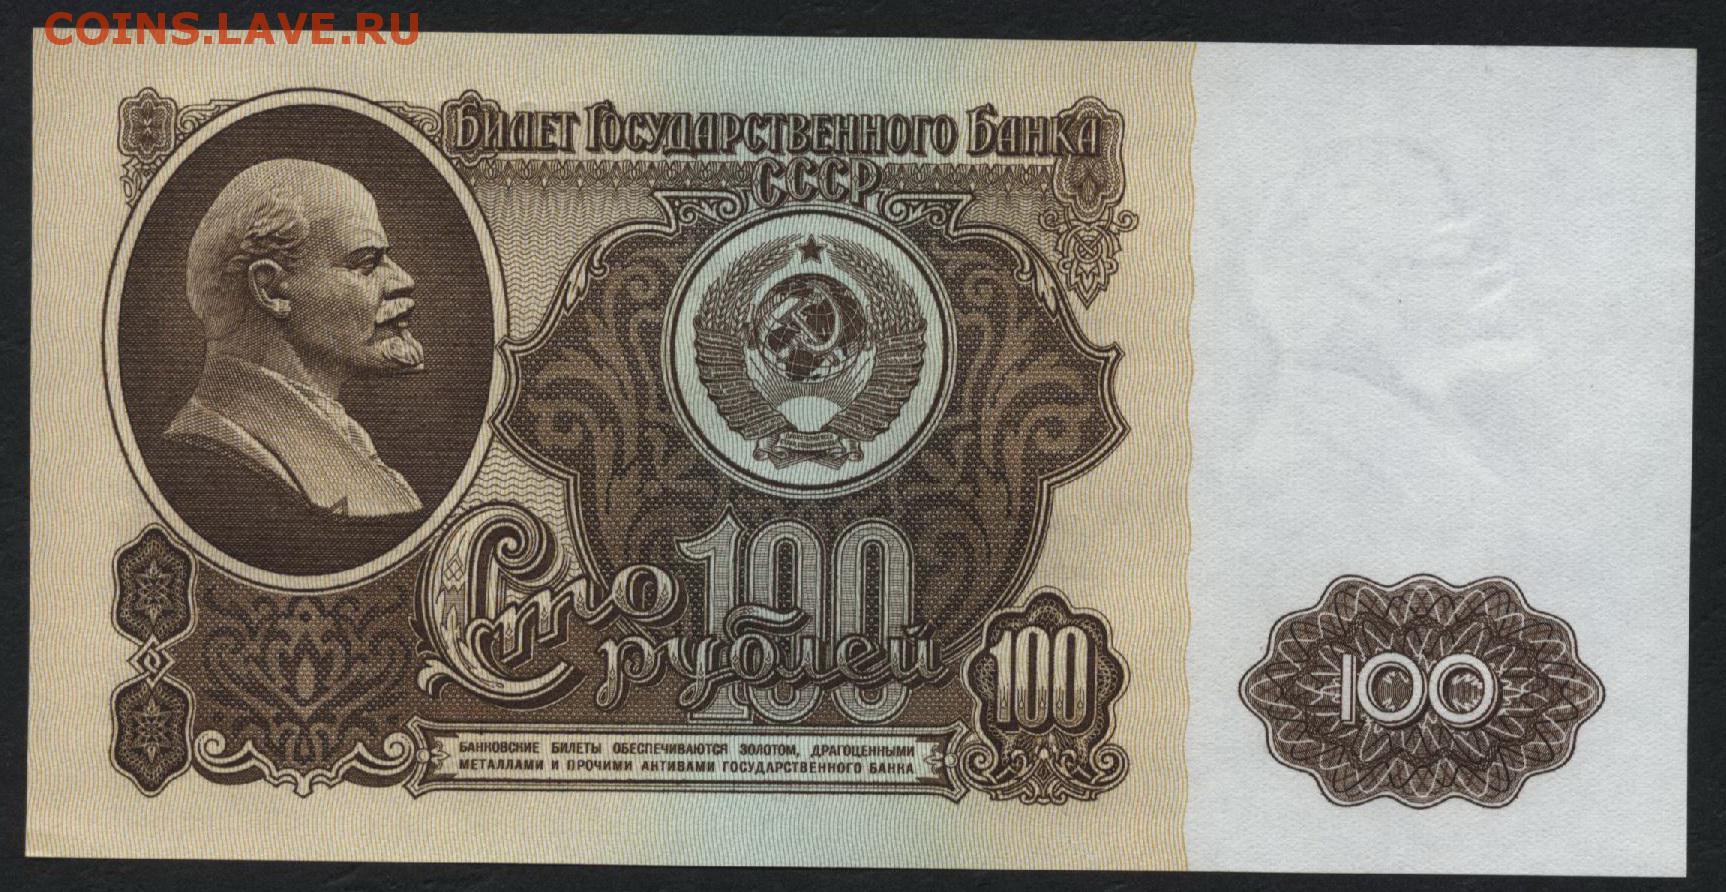 COINS.LAVE.RU
Билет Государственного Банка
СССР
Сто 100
рублей
100
100
БАНКОВСКИЕ БИЛЕТЫ ОБЕСПЕЧИВАЮТСЯ ЗОЛОТОМ, ДРАГОЦЕННЫМИ
МЕТАЛЛАМИ И ПРОЧИМИ АКТИВАМИ ГОСУДАРСТВЕННОГО БАНКА